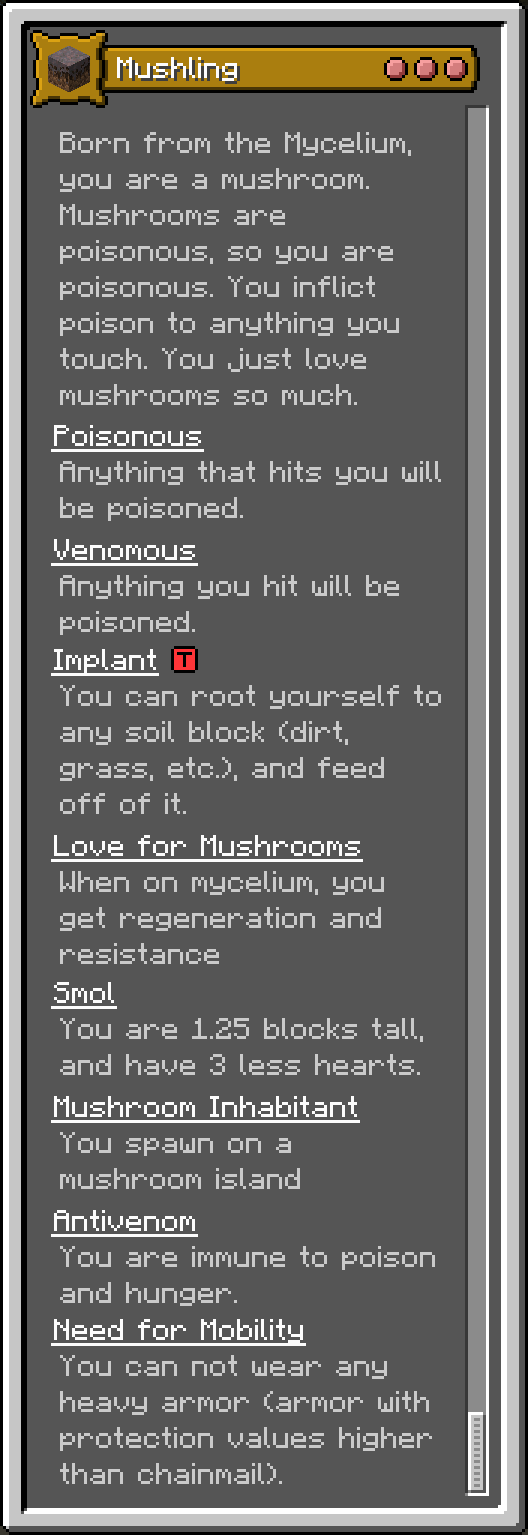 Mushling
Born from the Mycelium,
you are a mushroom.
Mushrooms are
poisonous, so you are
poisonous. You inflict
poison to anything you
touch. You just love
mushrooms so much.
Poisonous
Anything that hits you will
be poisoned.
Venomous
Anything you hit will be
poisoned.
Implant T
You can root yourself to
any soil block (dirt,
grass, etc.), and feed
off of it.
Love for Mushrooms
When on mycelium, you
get regeneration and
resistance
Smol
You are 1.25 blocks tall,
and have 3 less hearts.
Mushroom Inhabitant
You spawn on a
mushroom island
Antivenom
You are immune to poison
and hunger.
Need for Mobility
You can not wear any
heavy armor (armor with
protection values higher
than chainmail).